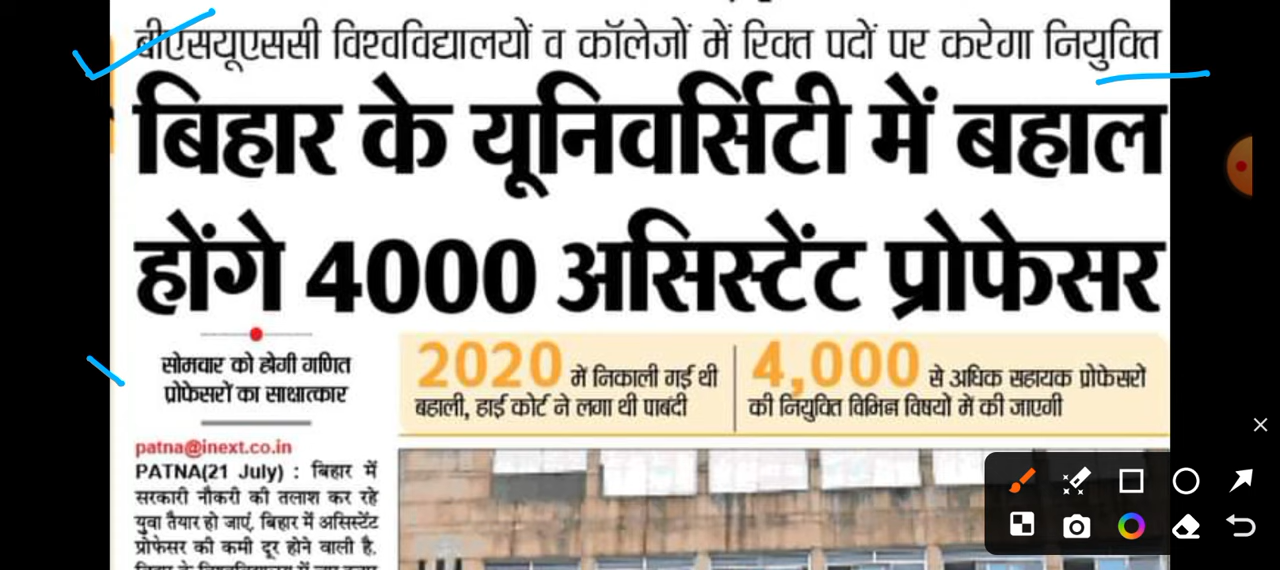 बीएसयूएससी विश्वविद्यालयों व कॉलेजों में रिक्त पदों पर करेगा नियुक्ति
बिहार के यूनिवर्सिटी में बहाल
होंगे 4000 असिस्टेंट प्रोफेसर
सोमवार को होगी गणित
प्रोफेसरों का साक्षात्कार
2020 में निकाली गई थी
बहाली, हाई कोर्ट ने लगा थी पाबंदी
4,000 से अधिक सहायक प्रोफेसरों
की नियुक्ति विभिन्न विषयों में की जाएगी
patna@inext.co.in
PATNA(21 July) : बिहार में
सरकारी नौकरी की तलाश कर रहे
युवा तैयार हो जाएं, बिहार में असिस्टेंट
प्रोफेसर की कमी दूर होने वाली है.